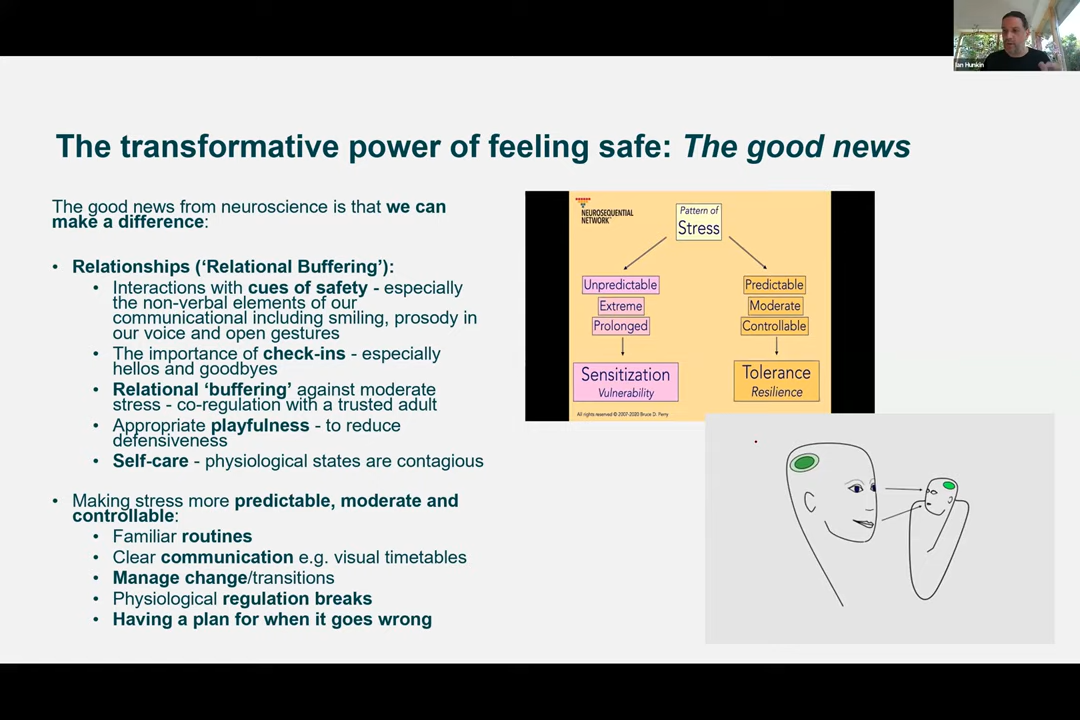 Ian Hunkin
The transformative power of feeling safe: The good news
The good news from neuroscience is that we can
make a difference:
• Relationships (‘Relational Buffering’):
• Interactions with cues of safety - especially
the non-verbal elements of our
communicational including smiling, prosody in
our voice and open gestures
• The importance of check-ins - especially
hellos and goodbyes
• Relational ‘buffering’ against moderate
stress - co-regulation with a trusted adult
• Appropriate playfulness - to reduce
defensiveness
• Self-care - physiological states are contagious
• Making stress more predictable, moderate and
controllable:
• Familiar routines
• Clear communication e.g. visual timetables
• Manage change/transitions
• Physiological regulation breaks
• Having a plan for when it goes wrong
NEUROSEQUENTIAL
NETWORK
Pattern of
Stress
Unpredictable
Extreme
Prolonged
Sensitization
Vulnerability
Predictable
Moderate
Controllable
Tolerance
Resilience
All rights reserved © 2007-2020 Bruce D. Perry